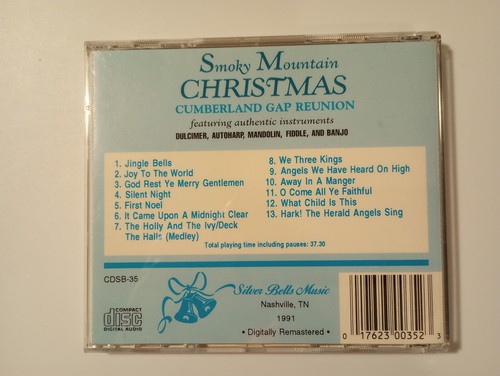 Smoky Mountain
CHRISTMAS
CUMBERLAND GAP REUNION
featuring authentic instruments
DULCIMER, AUTOHARP, MANDOLIN, FIDDLE, AND BANJO
1. Jingle Bells
2. Joy To The World
3. God Rest Ye Merry Gentlemen
4. Silent Night
5. First Noel
6. It Came Upon A Midnight Clear
7. The Holly And The Ivy/Deck
The Halls (Medley)
8. We Three Kings
9. Angels We Have Heard On High
10. Away In A Manger
11. O Come All Ye Faithful
12. What Child Is This
13. Hark! The Herald Angels Sing
Total playing time including pauses: 37.30
CDSB-35
COMPACT
disc
DIGITAL AUDIO
Silver Bells Music
Nashville, TN
1991
• Digitally Remastered •
0 17623 00352 3